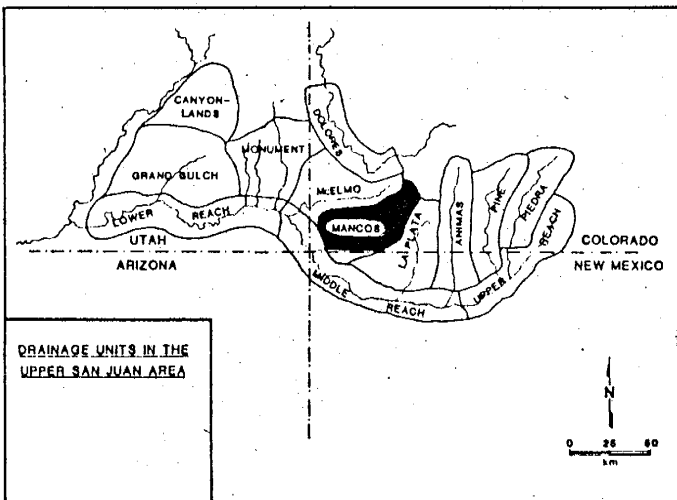 CANYON-
LANDS
DOLORES
MONUMENT
GRAND GULCH
McELMO
PINE
PIEDRA
ANIMAS
LOWER REACH
MANCOS
LA PLATA
UPPER REACH
UTAH
COLORADO
ARIZONA
NEW MEXICO
MIDDLE REACH
DRAINAGE UNITS IN THE
UPPER SAN JUAN AREA
N
0 25 50
km